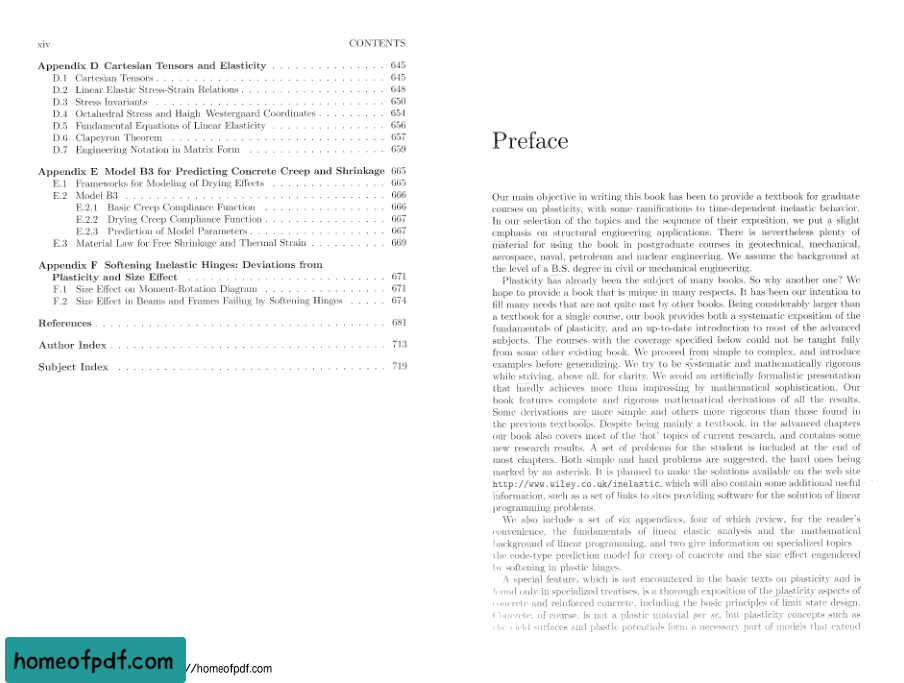 xiv CONTENTS
Appendix D Cartesian Tensors and Elasticity . . . . . . . . . . . . . . . 645
D.1 Cartesian Tensors . . . . . . . . . . . . . . . . . . . . . . . . . . . . . . 645
D.2 Linear Elastic Stress-Strain Relations . . . . . . . . . . . . . . . . . . . 648
D.3 Stress Invariants . . . . . . . . . . . . . . . . . . . . . . . . . . . . . . 650
D.4 Octahedral Stress and Haigh–Westergaard Coordinates . . . . . . . . . 654
D.5 Fundamental Equations of Linear Elasticity . . . . . . . . . . . . . . . 656
D.6 Clapeyron Theorem . . . . . . . . . . . . . . . . . . . . . . . . . . . . 657
D.7 Engineering Notation in Matrix Form . . . . . . . . . . . . . . . . . . 659
Appendix E Model B3 for Predicting Concrete Creep and Shrinkage 665
E.1 Frameworks for Modeling of Drying Effects . . . . . . . . . . . . . . . 665
E.2 Model B3 . . . . . . . . . . . . . . . . . . . . . . . . . . . . . . . . . . 666
E.2.1 Basic Creep Compliance Function . . . . . . . . . . . . . . . . . 666
E.2.2 Drying Creep Compliance Function . . . . . . . . . . . . . . . . 667
E.2.3 Prediction of Model Parameters . . . . . . . . . . . . . . . . . . 667
E.3 Material Law for Free Shrinkage and Thermal Strain . . . . . . . . . . 669
Appendix F Softening Inelastic Hinges: Deviations from
Plasticity and Size Effect . . . . . . . . . . . . . . . . . . . . . . . . . . 671
F.1 Size Effect on Moment-Rotation Diagram . . . . . . . . . . . . . . . . 671
F.2 Size Effect in Beams and Frames Failing by Softening Hinges . . . . . 674
References . . . . . . . . . . . . . . . . . . . . . . . . . . . . . . . . . . . . . 681
Author Index . . . . . . . . . . . . . . . . . . . . . . . . . . . . . . . . . . . 713
Subject Index . . . . . . . . . . . . . . . . . . . . . . . . . . . . . . . . . . 719
Preface
Our main objective in writing this book has been to provide a textbook for graduate
courses on plasticity, with some ramifications to time-dependent inelastic behavior.
In our selection of the topics and the sequence of their exposition, we put a slight
emphasis on structural engineering applications. There is nevertheless plenty of
material for using the book in postgraduate courses in geotechnical, mechanical,
aerospace, naval, petroleum and nuclear engineering. We assume the background at
the level of a B.S. degree in civil or mechanical engineering.
Plasticity has already been the subject of many books. So why another one? We
hope to provide a book that is unique in many respects. It has been our intention to
fill many needs that are not quite met by other books. Being considerably larger than
a textbook for a single course, our book provides both a systematic exposition of the
fundamentals of plasticity, and an up-to-date introduction to most of the advanced
subjects. The courses with the coverage specified below could not be taught fully
from some other existing book. We proceed from simple to complex, and introduce
examples before generalizing. We try to be systematic and mathematically rigorous
while striving, above all, for clarity. We avoid an artificially formalistic presentation
that hardly achieves more than impressing by mathematical sophistication. Our
book features complete and rigorous mathematical derivations of all the results.
Some derivations are more simple and others more rigorous than those found in
the previous textbooks. Despite being mainly a textbook, in the advanced chapters
our book also covers most of the 'hot' topics of current research, and contains some
new research results. A set of problems for the student is included at the end of
most chapters. Both simple and hard problems are suggested, the hard ones being
marked by an asterisk. It is planned to make the solutions available on the web site
http://www.wiley.co.uk/inelastic, which will also contain some additional useful
information, such as a set of links to sites providing software for the solution of linear
programming problems.
We also include a set of six appendices, four of which review, for the reader's
convenience, the fundamentals of linear elastic analysis and the mathematical
background of linear programming, and two give information on specialized topics
the code-type prediction model for creep of concrete and the size effect engendered
by softening in plastic hinges.
A special feature, which is not encountered in the basic texts on plasticity and is
found only in specialized treatises, is a thorough exposition of the plasticity aspects of
concrete and reinforced concrete, including the basic principles of limit state design.
Concrete, of course, is not a plastic material per se, but plasticity concepts such as
the yield surfaces and plastic potentials form a necessary part of models that extend
homeofpdf.com
//homeofpdf.com